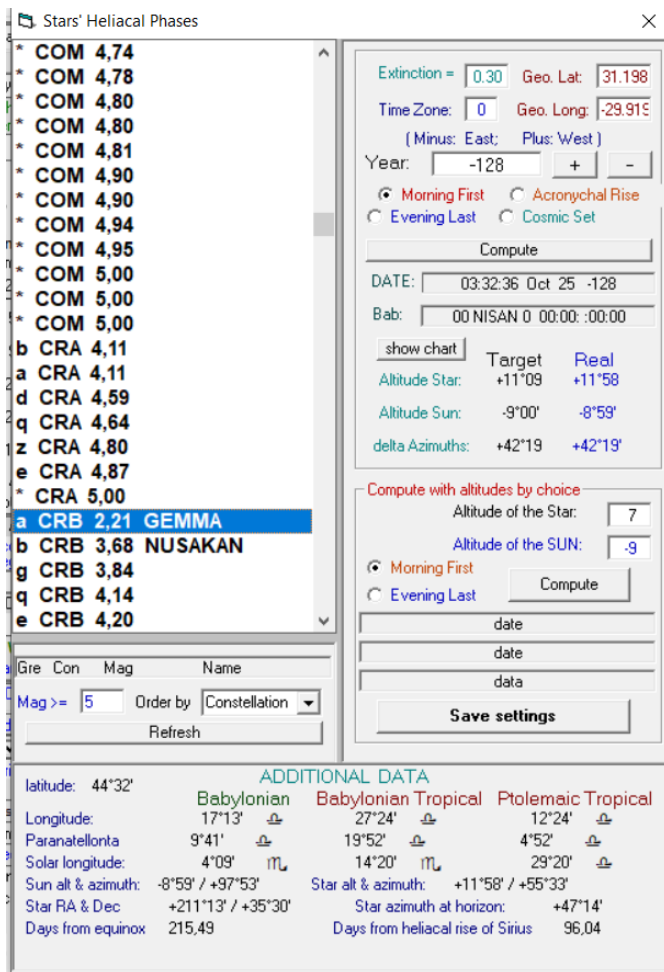 Stars' Heliacal Phases
* COM 4,74
* COM 4,78
* COM 4,80
* COM 4,80
* COM 4,81
* COM 4,90
* COM 4,90
* COM 4,94
* COM 4,95
* COM 5,00
* COM 5,00
* COM 5,00
b CRA 4,11
a CRA 4,11
d CRA 4,59
q CRA 4,64
z CRA 4,80
e CRA 4,87
* CRA 5,00
a CRB 2,21 GEMMA
b CRB 3,68 NUSAKAN
g CRB 3,84
q CRB 4,14
e CRB 4,20
Gre Con Mag Name
Mag >= 5 Order by Constellation
Refresh
Extinction = 0.30 Geo. Lat: 31.198
Time Zone: 0 Geo. Long: -29.919
( Minus: East; Plus: West )
Year: -128 + -
Morning First Acronychal Rise
Evening Last Cosmic Set
Compute
DATE: 03:32:36 Oct 25 -128
Bab: 00 NISAN 0 00:00: :00:00
show chart Target Real
Altitude Star: +11°09 +11°58
Altitude Sun: -9°00' -8°59'
delta Azimuths: +42°19 +42°19'
Compute with altitudes by choice
Altitude of the Star: 7
Altitude of the SUN: -9
Morning First
Evening Last Compute
date
date
data
Save settings
ADDITIONAL DATA
latitude: 44°32'
Babylonian Babylonian Tropical Ptolemaic Tropical
Longitude: 17°13' ♎ 27°24' ♎ 12°24' ♎
Paranatellonta 9°41' ♎ 19°52' ♎ 4°52' ♎
Solar longitude: 4°09' ♏ 14°20' ♏ 29°20' ♎
Sun alt & azimuth: -8°59' / +97°53' Star alt & azimuth: +11°58' / +55°33'
Star RA & Dec +211°13' / +35°30' Star azimuth at horizon: +47°14'
Days from equinox 215,49 Days from heliacal rise of Sirius 96,04